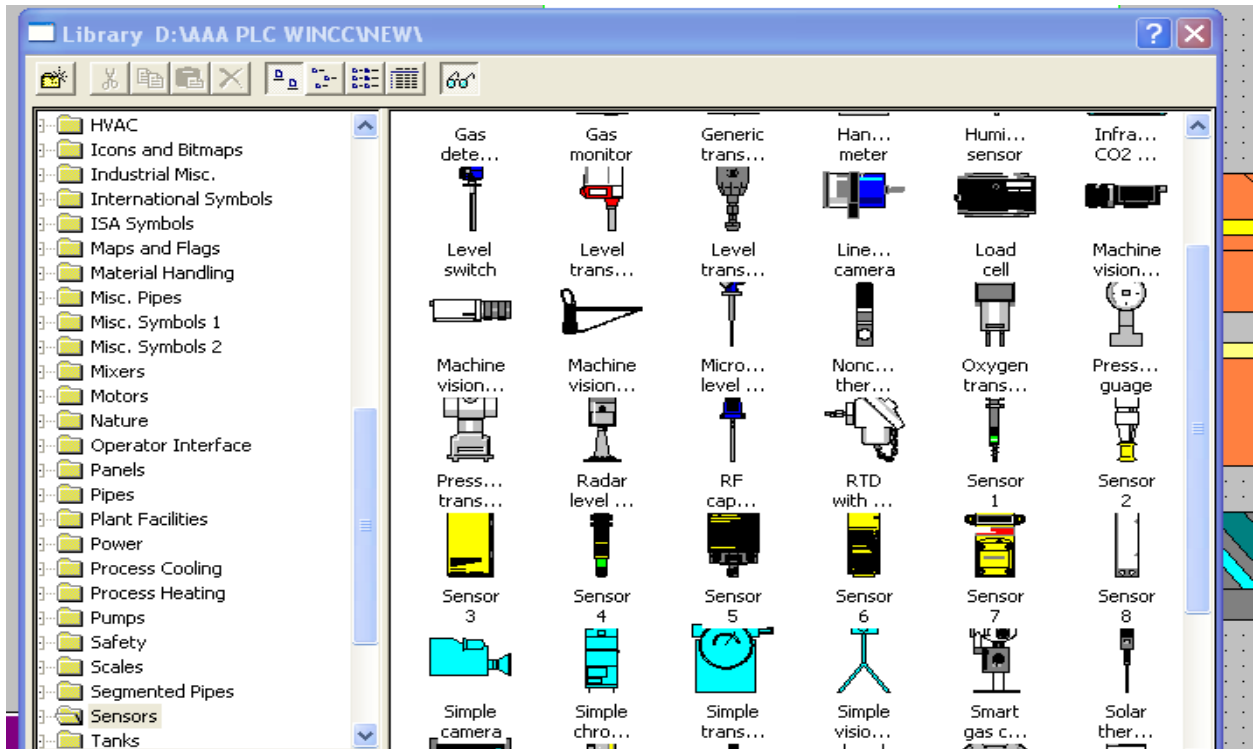 Library D:\AAA PLC WINCC\NEW\
HVAC
Icons and Bitmaps
Industrial Misc.
International Symbols
ISA Symbols
Maps and Flags
Material Handling
Misc. Pipes
Misc. Symbols 1
Misc. Symbols 2
Mixers
Motors
Nature
Operator Interface
Panels
Pipes
Plant Facilities
Power
Process Cooling
Process Heating
Pumps
Safety
Scales
Segmented Pipes
Sensors
Tanks
Gas Gas Generic Han... Humi... Infra...
dete... monitor trans... meter sensor CO2 ...
Level Level Level Line... Load Machine
switch trans... trans... camera cell vision...
Machine Machine Micro... Nonc... Oxygen Press...
vision... vision... level ... ther... trans... guage
Press... Radar RF RTD Sensor Sensor
trans... level ... cap... with ... 1 2
Sensor Sensor Sensor Sensor Sensor Sensor
3 4 5 6 7 8
Simple Simple Simple Simple Smart Solar
camera chro... trans... visio... gas c... ther...